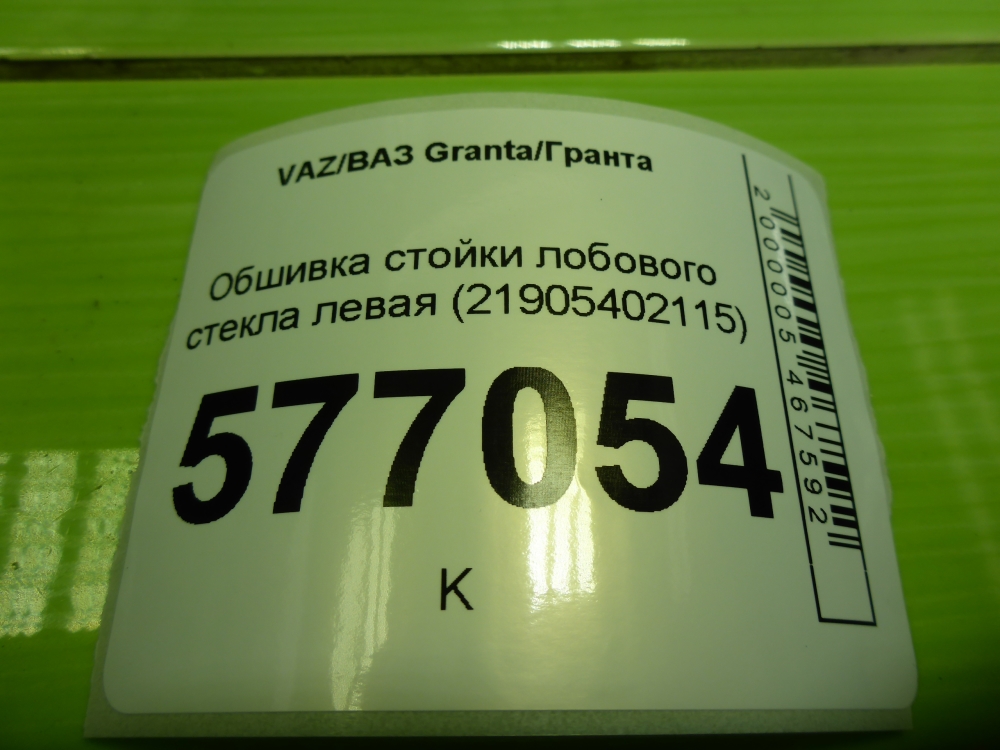 VAZ/ВАЗ Granta/Гранта
Обшивка стойки лобового
стекла левая (21905402115)
577054
К
2000005467592